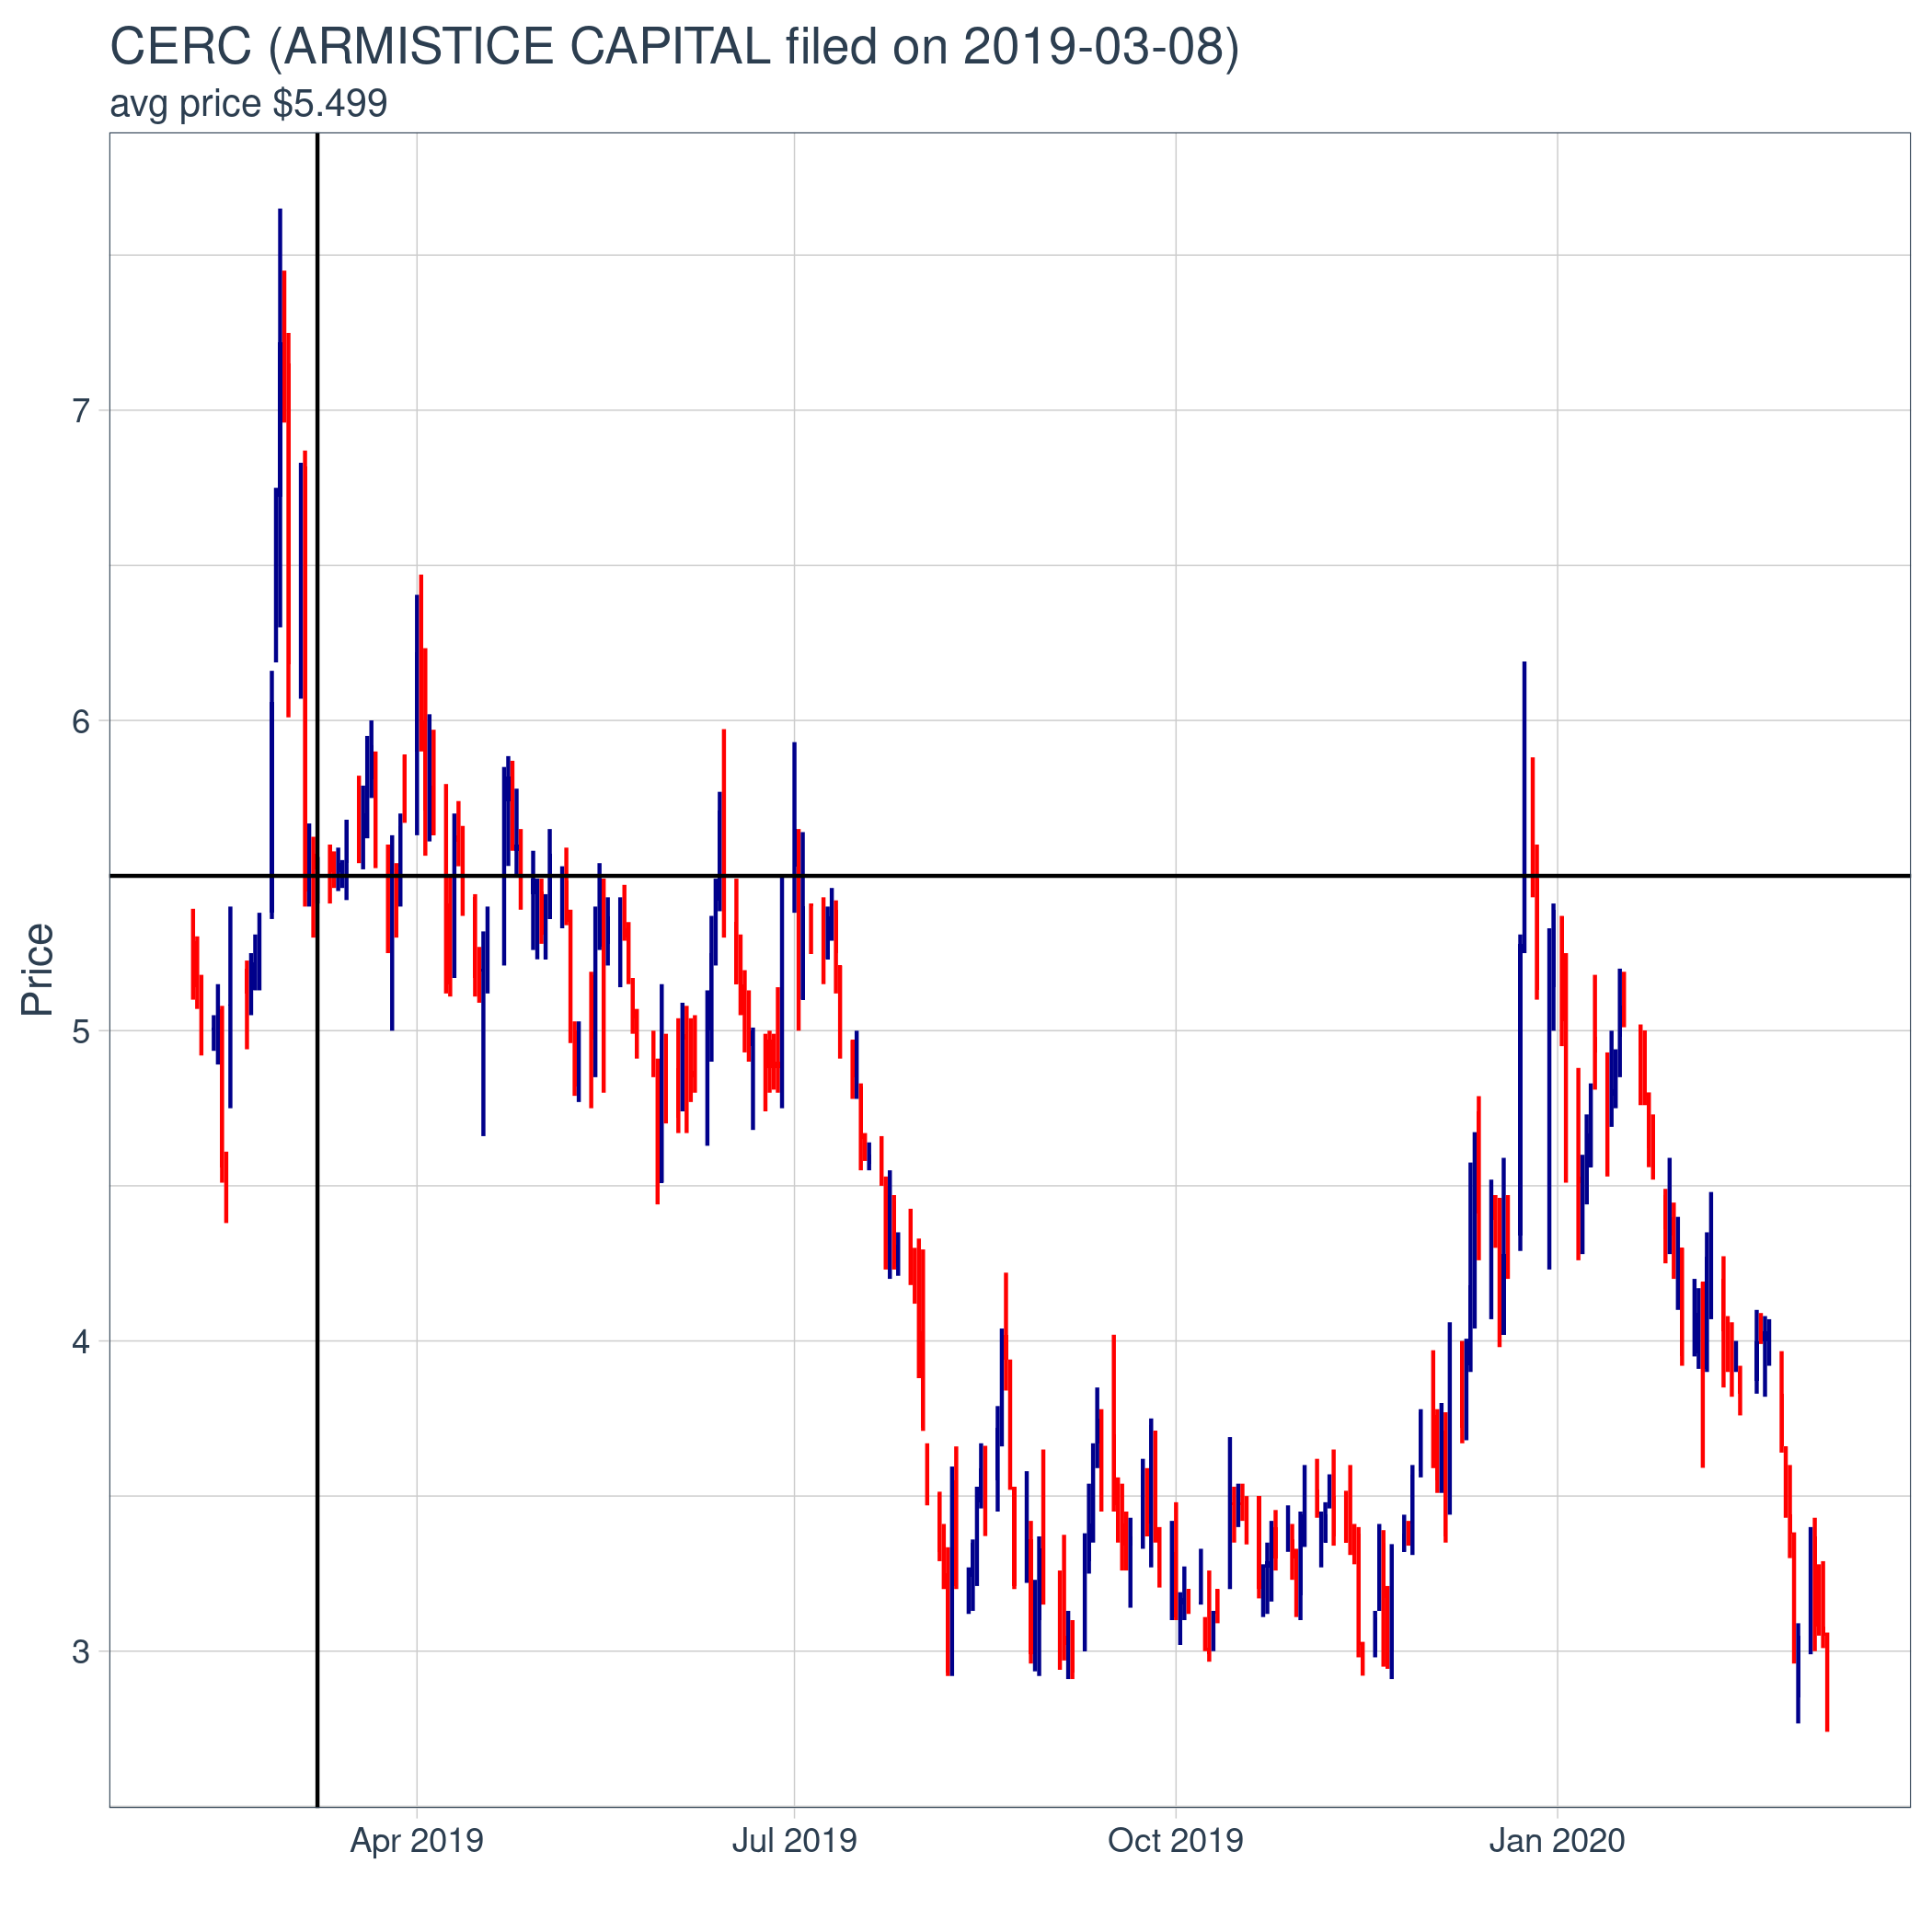 CERC (ARMISTICE CAPITAL filed on 2019-03-08)
avg price $5.499
7
6
5
4
3
Price
Apr 2019
Jul 2019
Oct 2019
Jan 2020